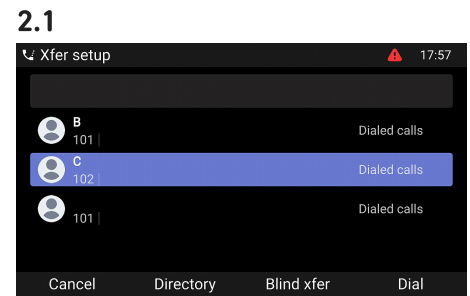 2.1
Xfer setup 17:57
B
101 | Dialed calls
C
102 | Dialed calls
101 | Dialed calls
Cancel Directory Blind xfer Dial